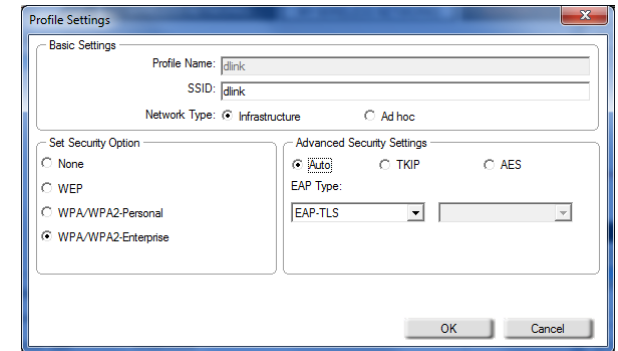 Profile Settings
Basic Settings
Profile Name: dlink
SSID: dlink
Network Type: Infrastructure Ad hoc
Set Security Option
None
WEP
WPA/WPA2-Personal
WPA/WPA2-Enterprise
Advanced Security Settings
Auto TKIP AES
EAP Type:
EAP-TLS
OK Cancel